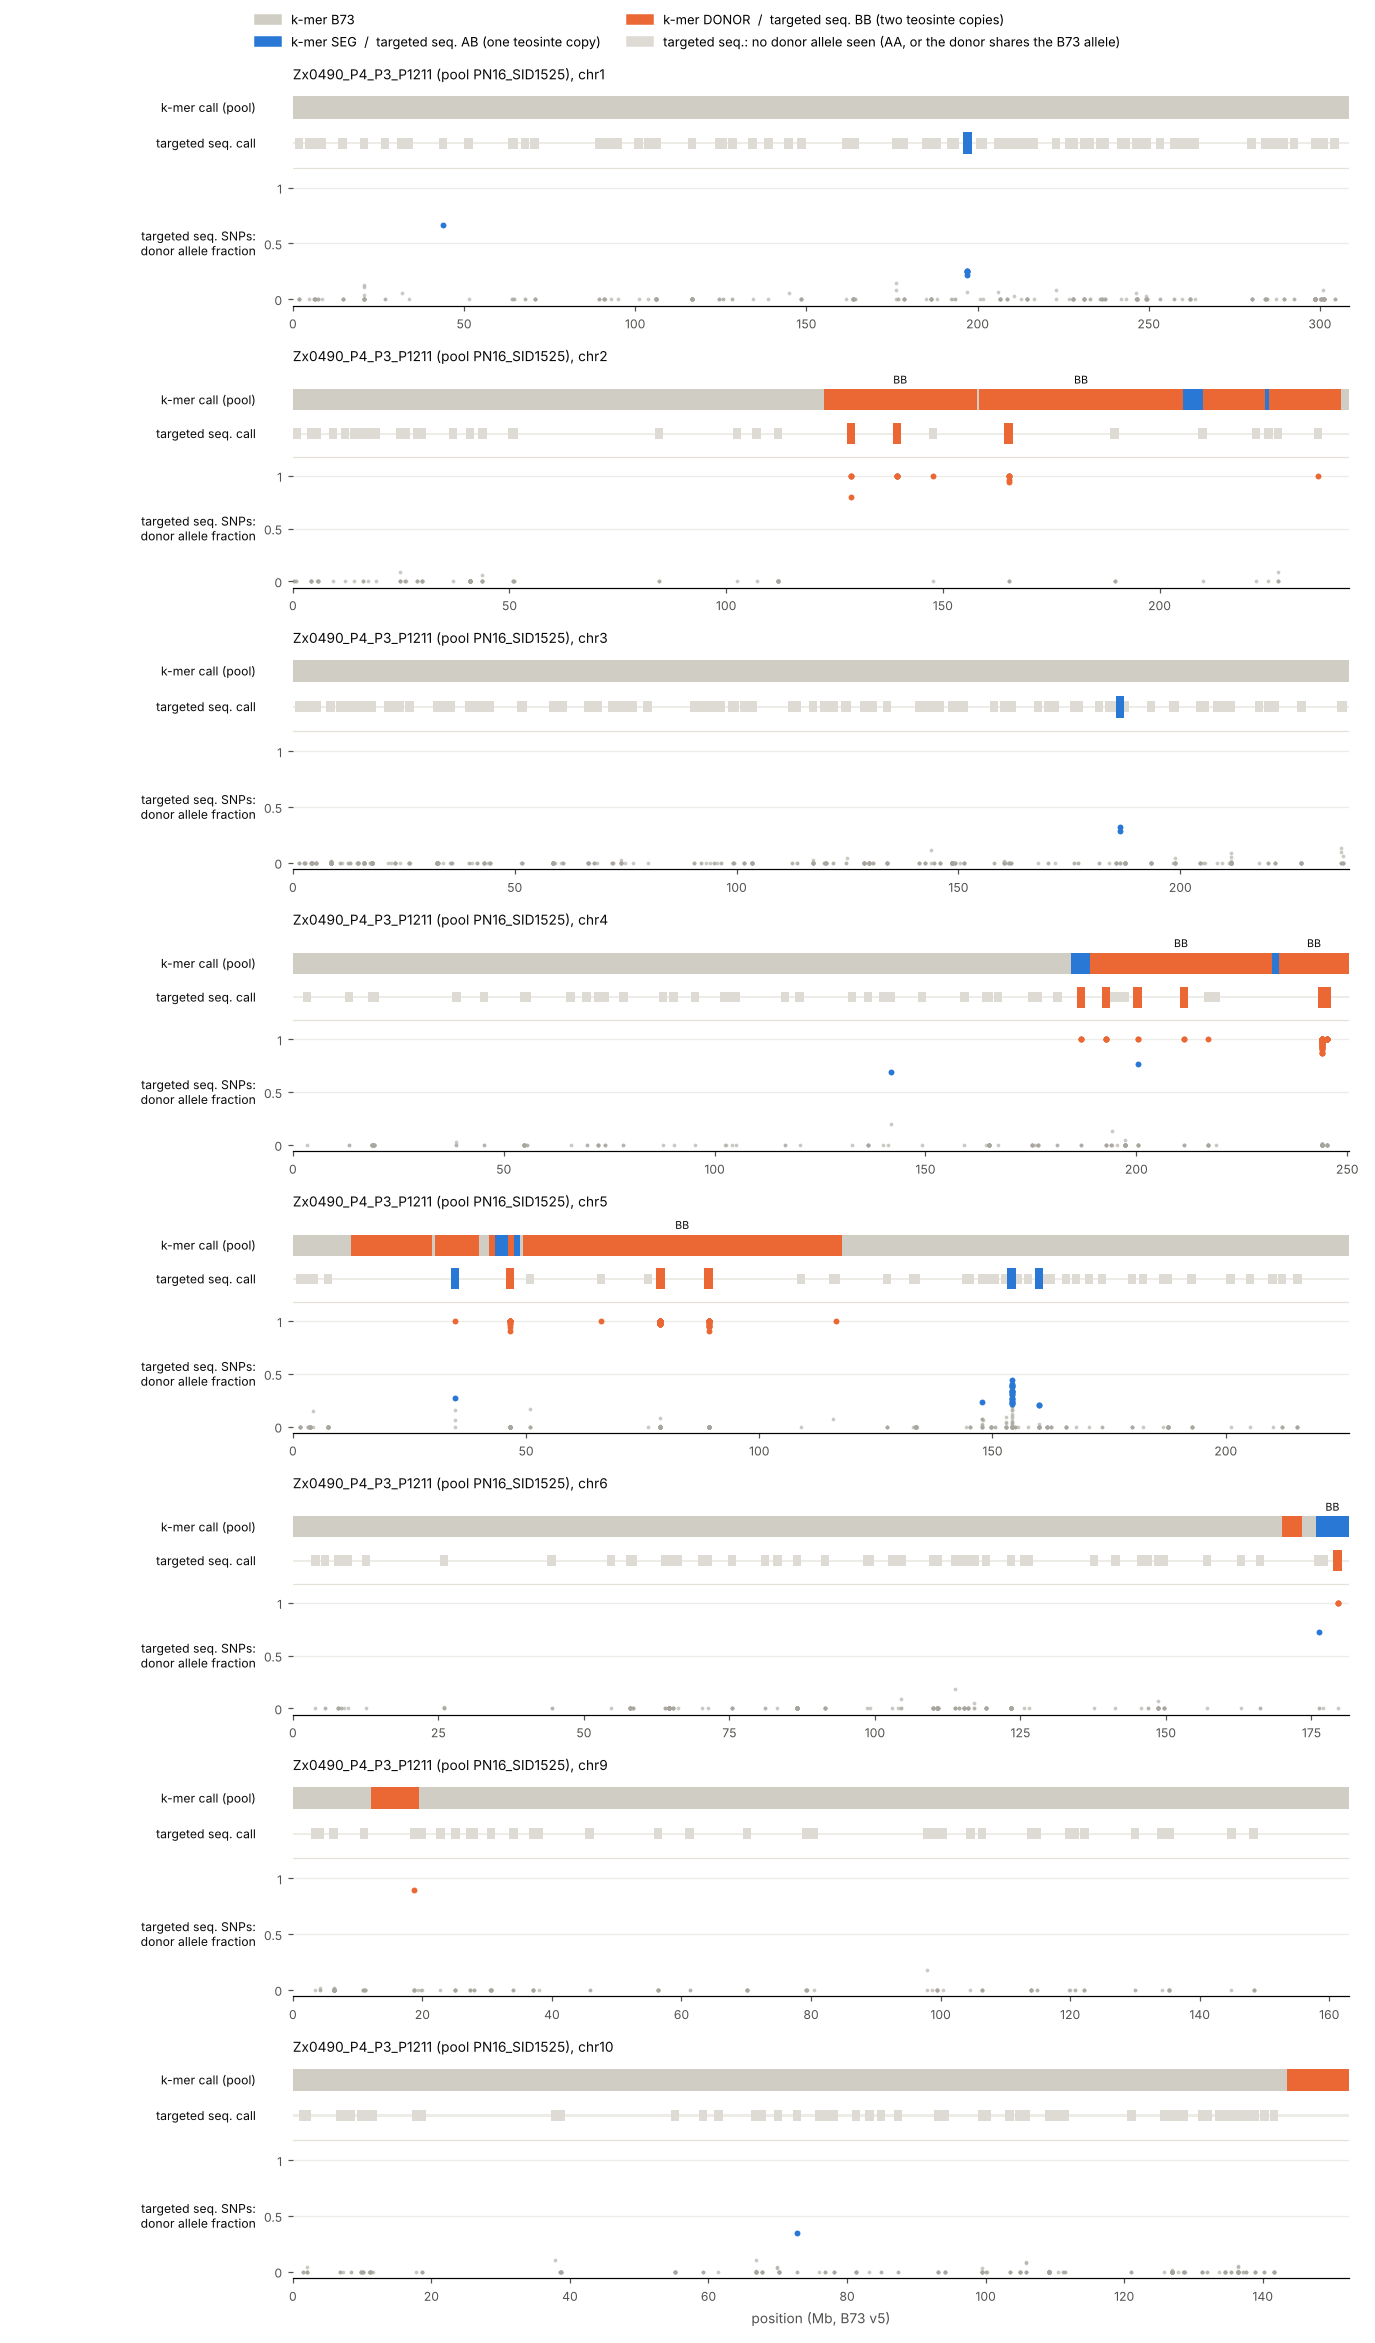 k-mer B73
k-mer DONOR / targeted seq. BB (two teosinte copies)
k-mer SEG / targeted seq. AB (one teosinte copy)
targeted seq.: no donor allele seen (AA, or the donor shares the B73 allele)
Zx0490_P4_P3_P1211 (pool PN16_SID1525), chr1
k-mer call (pool)
targeted seq. call
1
targeted seq. SNPs:
donor allele fraction
0.5
0
0 50 100 150 200 250 300
Zx0490_P4_P3_P1211 (pool PN16_SID1525), chr2
BB BB
k-mer call (pool)
targeted seq. call
1
targeted seq. SNPs:
donor allele fraction
0.5
0
0 50 100 150 200
Zx0490_P4_P3_P1211 (pool PN16_SID1525), chr3
k-mer call (pool)
targeted seq. call
1
targeted seq. SNPs:
donor allele fraction
0.5
0
0 50 100 150 200
Zx0490_P4_P3_P1211 (pool PN16_SID1525), chr4
BB BB
k-mer call (pool)
targeted seq. call
1
targeted seq. SNPs:
donor allele fraction
0.5
0
0 50 100 150 200 250
Zx0490_P4_P3_P1211 (pool PN16_SID1525), chr5
BB
k-mer call (pool)
targeted seq. call
1
targeted seq. SNPs:
donor allele fraction
0.5
0
0 50 100 150 200
Zx0490_P4_P3_P1211 (pool PN16_SID1525), chr6
BB
k-mer call (pool)
targeted seq. call
1
targeted seq. SNPs:
donor allele fraction
0.5
0
0 25 50 75 100 125 150 175
Zx0490_P4_P3_P1211 (pool PN16_SID1525), chr9
k-mer call (pool)
targeted seq. call
1
targeted seq. SNPs:
donor allele fraction
0.5
0
0 20 40 60 80 100 120 140 160
Zx0490_P4_P3_P1211 (pool PN16_SID1525), chr10
k-mer call (pool)
targeted seq. call
1
targeted seq. SNPs:
donor allele fraction
0.5
0
0 20 40 60 80 100 120 140
position (Mb, B73 v5)